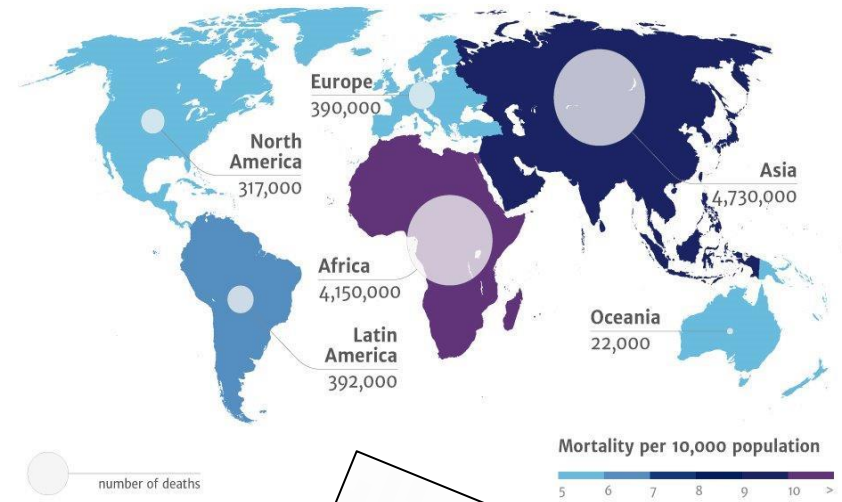 Europe
390,000
North
America
317,000
Asia
4,730,000
Africa
4,150,000
Latin
America
392,000
Oceania
22,000
Mortality per 10,000 population
5 6 7 8 9 10 >
number of deaths